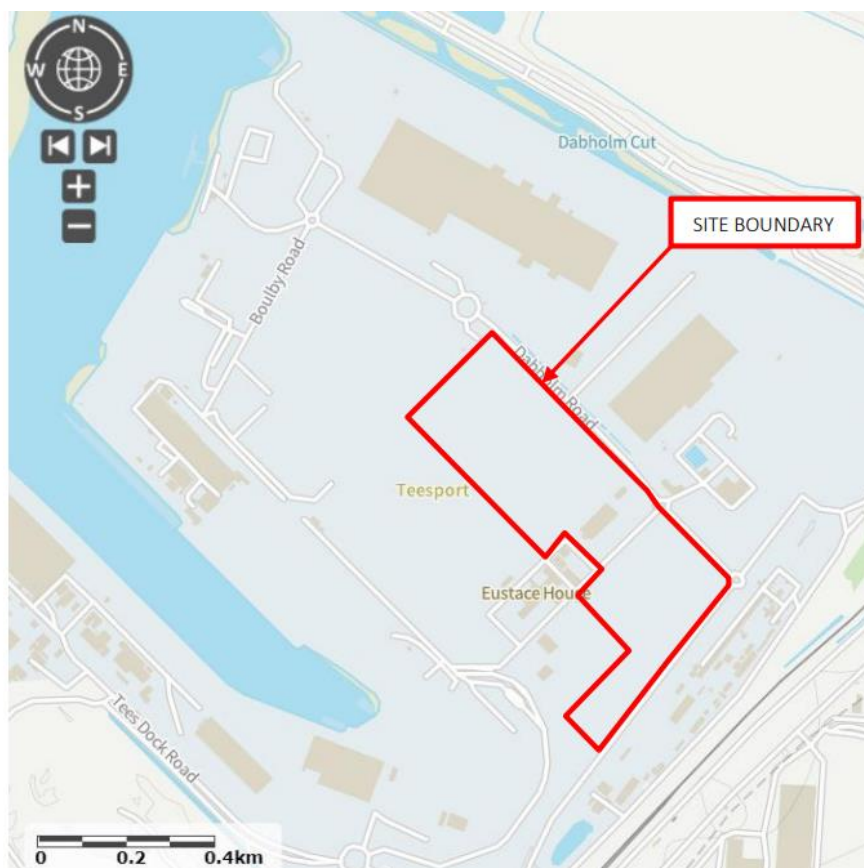 N
W E
S
Dabholm Cut
SITE BOUNDARY
Boulby Road
Dabholm Road
Teesport
Eustace House
Tees Dock Road
0 0.2 0.4km